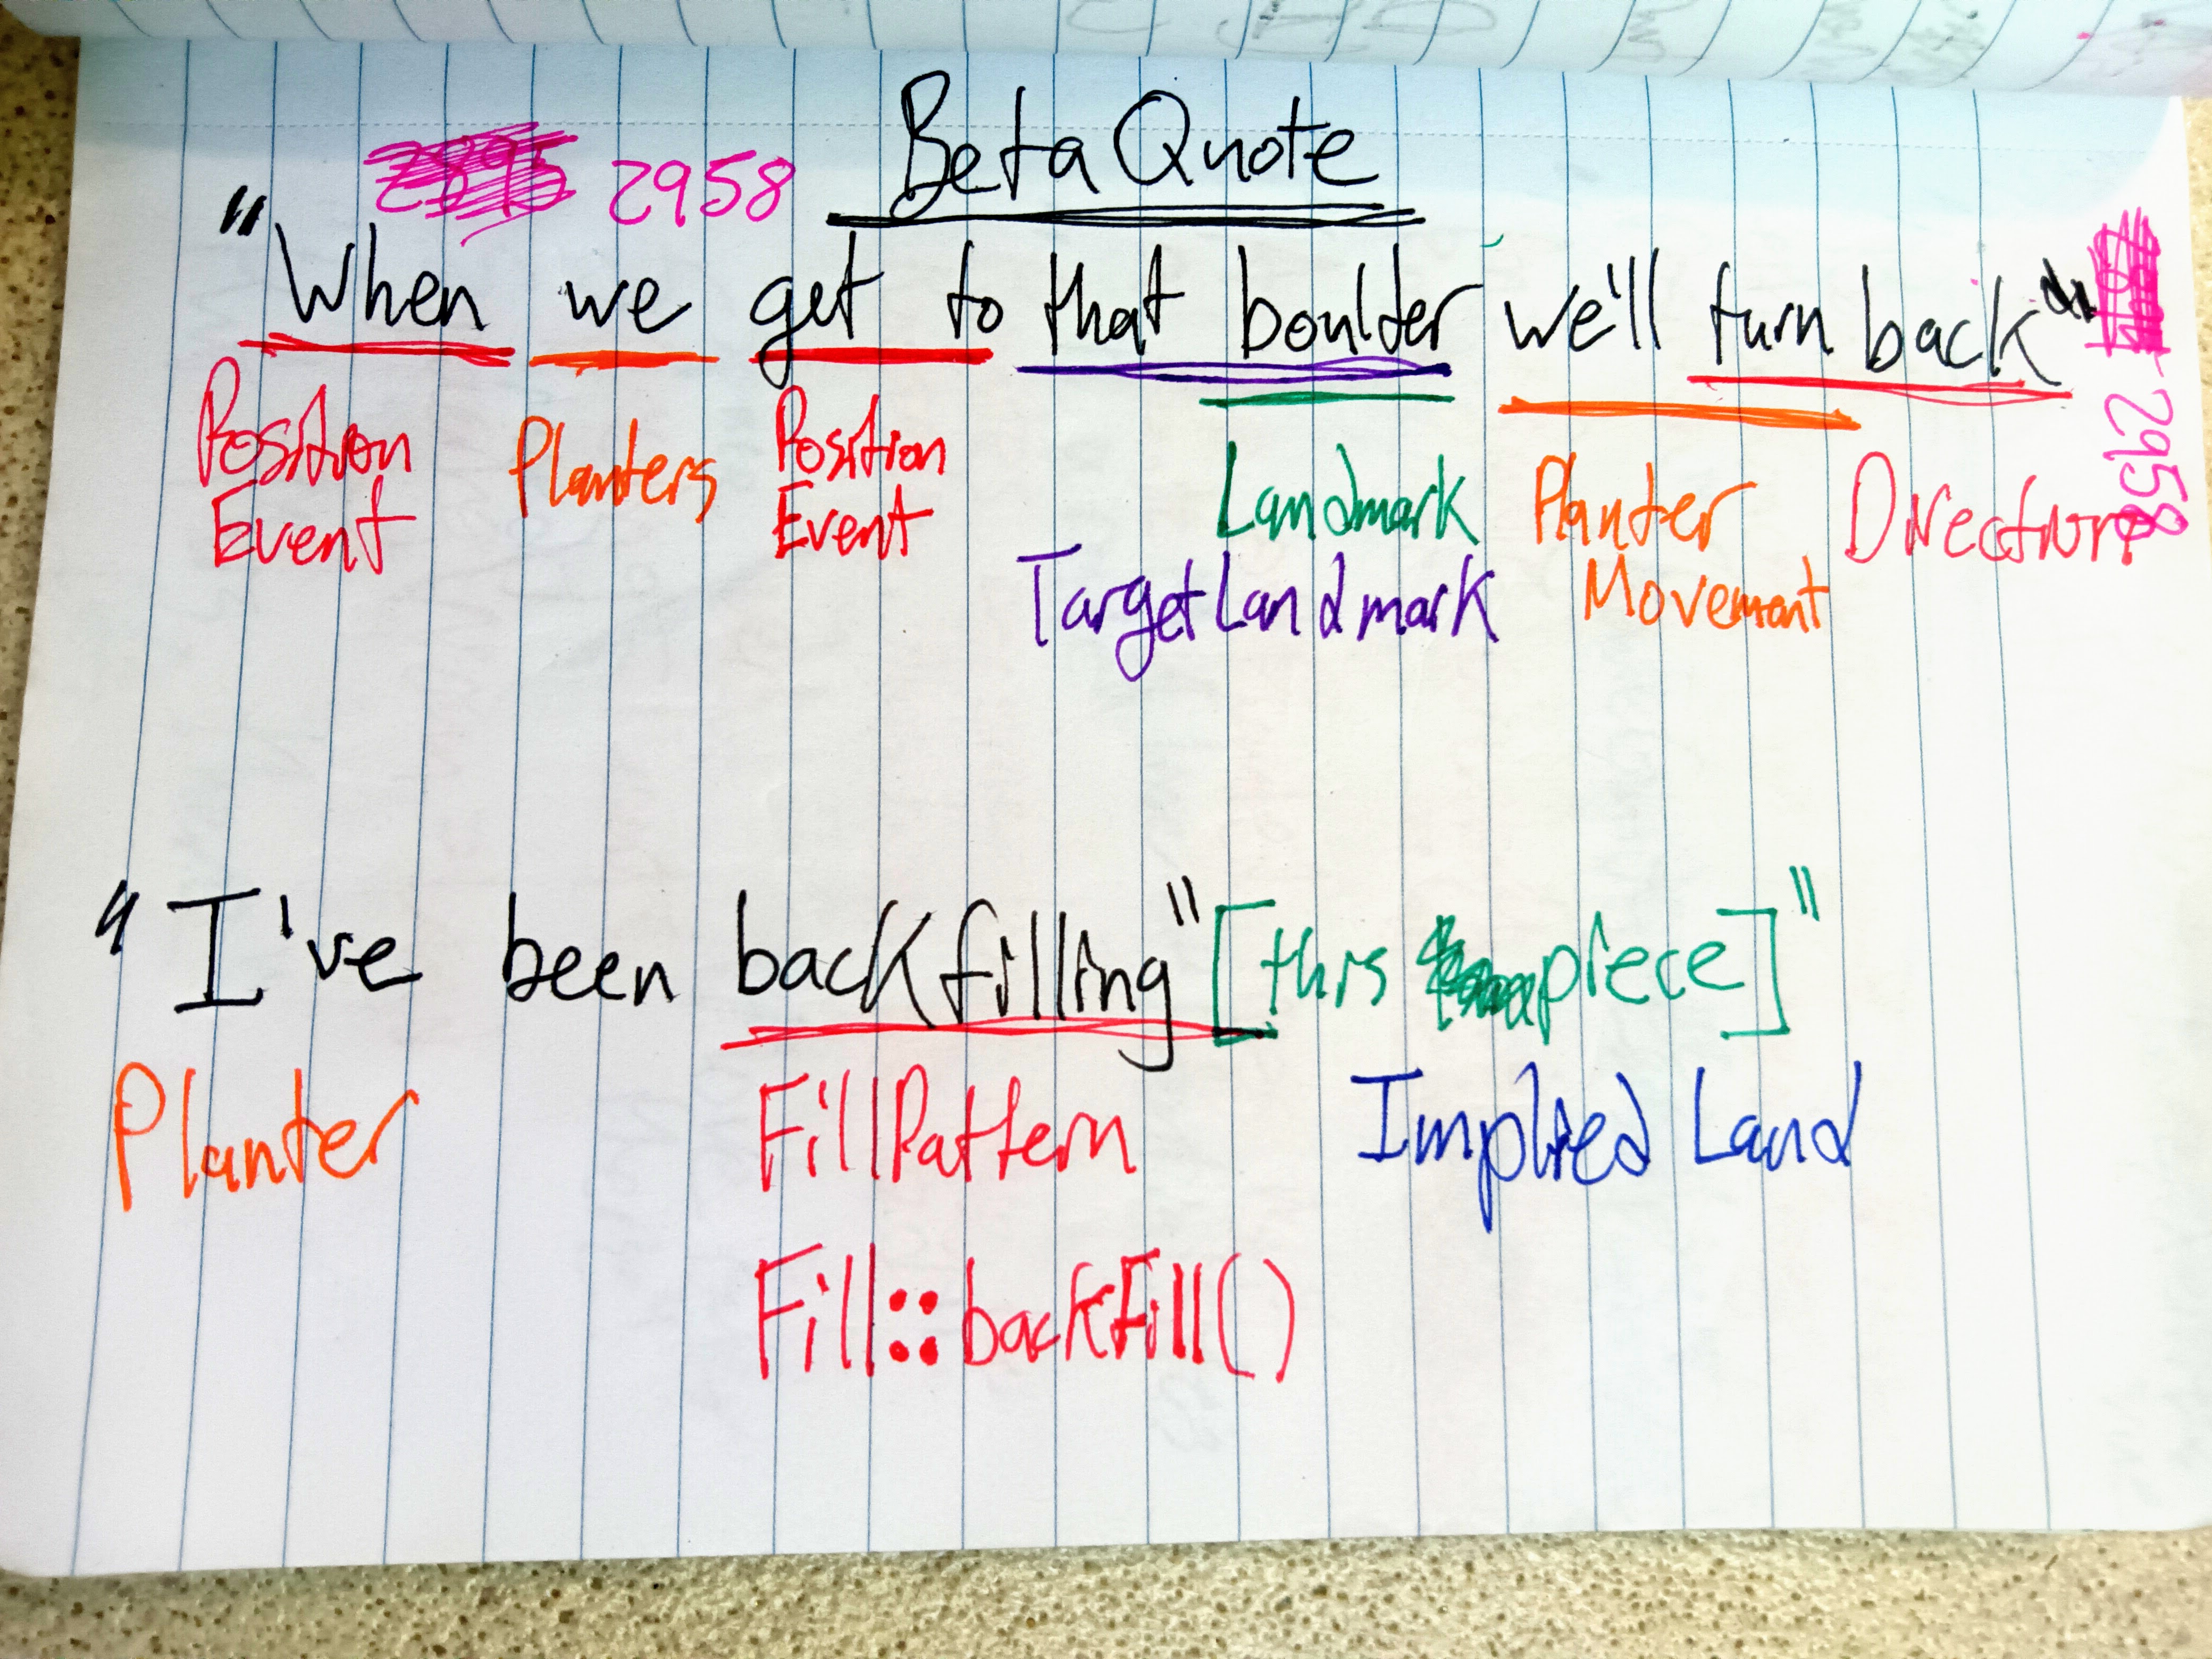 Beta Quote
2958
"When we get to that boulder we'll turn back"
2958
Position Event
Planters
Position Event
Landmark
Target Landmark
Planter Movement
Direction
"I've been backfilling" [this piece]"
Planter
FillPattern
Implied Land
Fill::backFill()